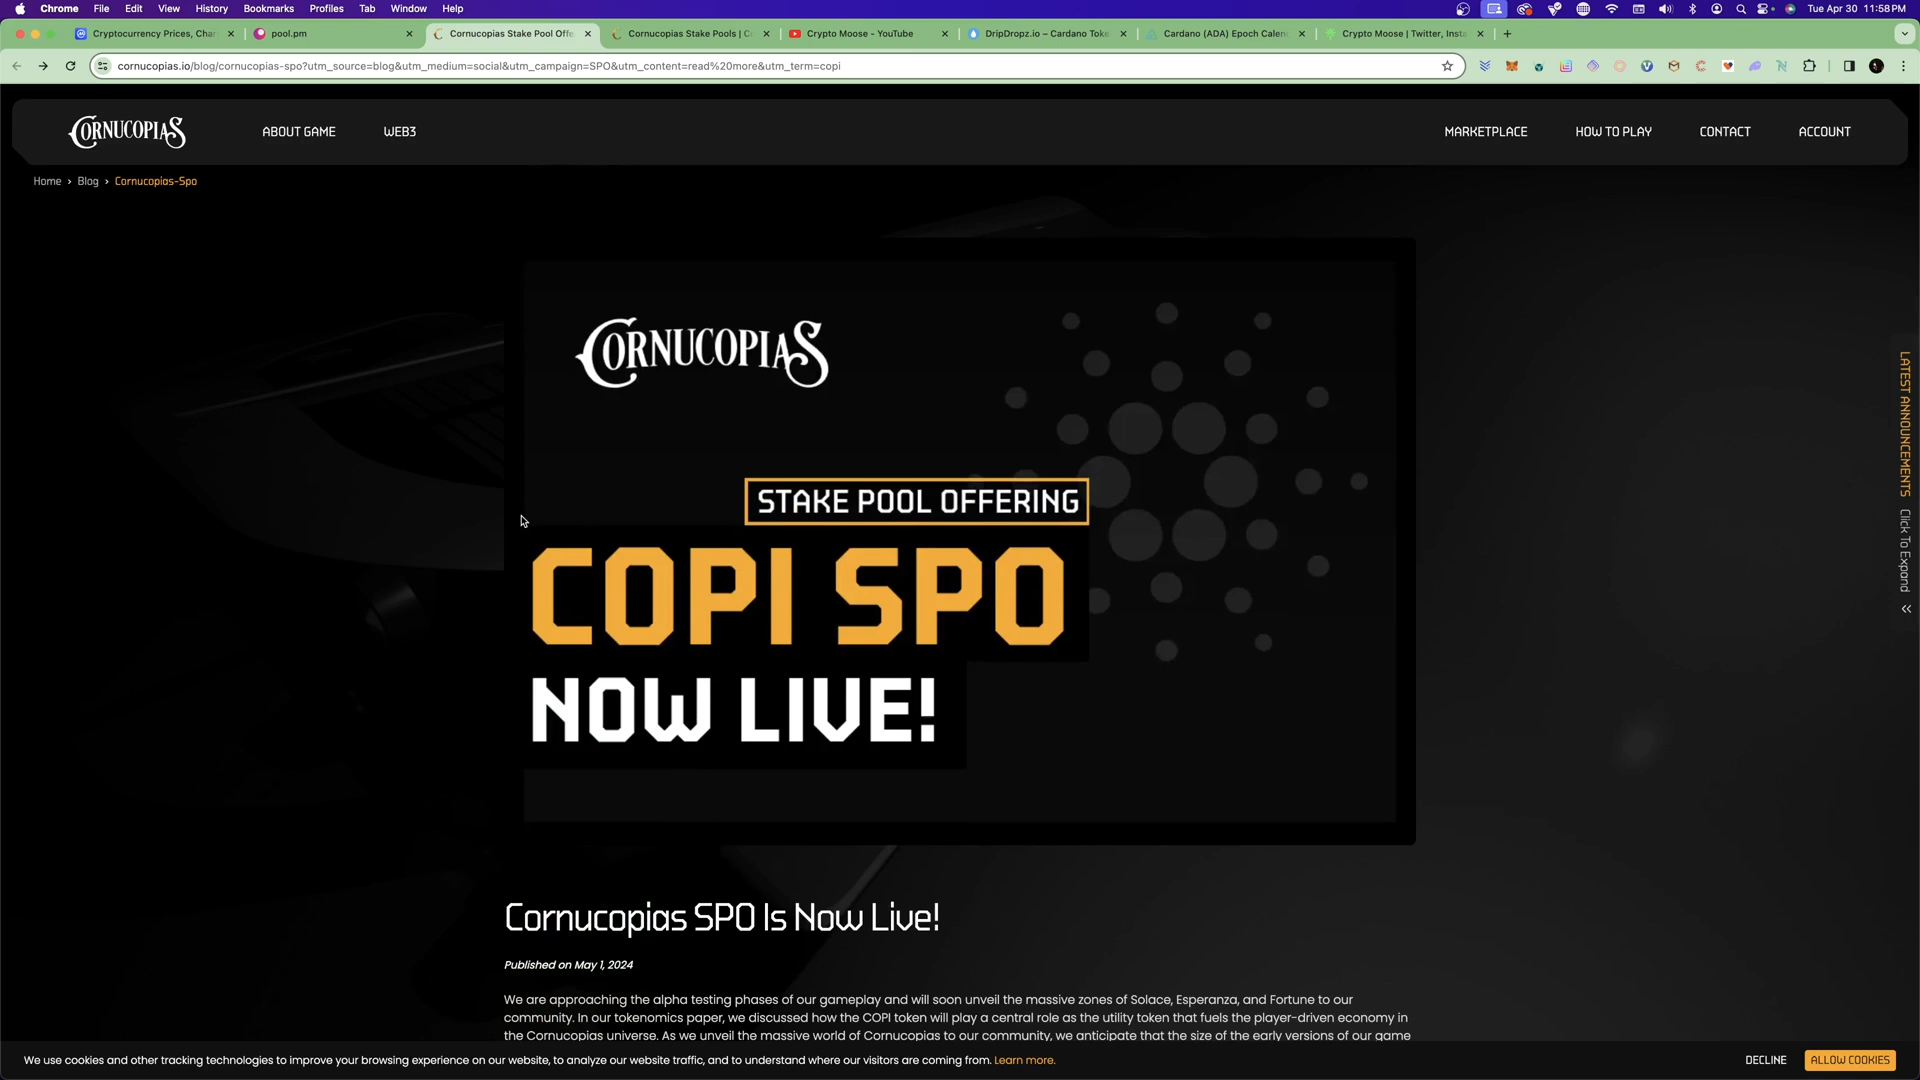 Chrome File Edit View History Bookmarks Profiles Tab Window Help Tue Apr 30 11:58 PM
Cryptocurrency Prices, Char pool.pm Cornucopias Stake Pool Offe Cornucopias Stake Pools | C Crypto Moose - YouTube DripDropz.io – Cardano Toke Cardano (ADA) Epoch Calen Crypto Moose | Twitter, Insta
cornucopias.io/blog/cornucopias-spo?utm_source=blog&utm_medium=social&utm_campaign=SPO&utm_content=read%20more&utm_term=copi
CORNUCOPIAS ABOUT GAME WEB3 MARKETPLACE HOW TO PLAY CONTACT ACCOUNT
Home › Blog › Cornucopias-Spo
CORNUCOPIAS
STAKE POOL OFFERING
COPI SPO
NOW LIVE!
LATEST ANNOUNCEMENTS Click To Expand
Cornucopias SPO Is Now Live!
Published on May 1, 2024
We are approaching the alpha testing phases of our gameplay and will soon unveil the massive zones of Solace, Esperanza, and Fortune to our
community. In our tokenomics paper, we discussed how the COPI token will play a central role as the utility token that fuels the player-driven economy in
the Cornucopias universe. As we unveil the massive world of Cornucopias to our community, we anticipate that the size of the early versions of our game
We use cookies and other tracking technologies to improve your browsing experience on our website, to analyze our website traffic, and to understand where our visitors are coming from. Learn more. DECLINE ALLOW COOKIES